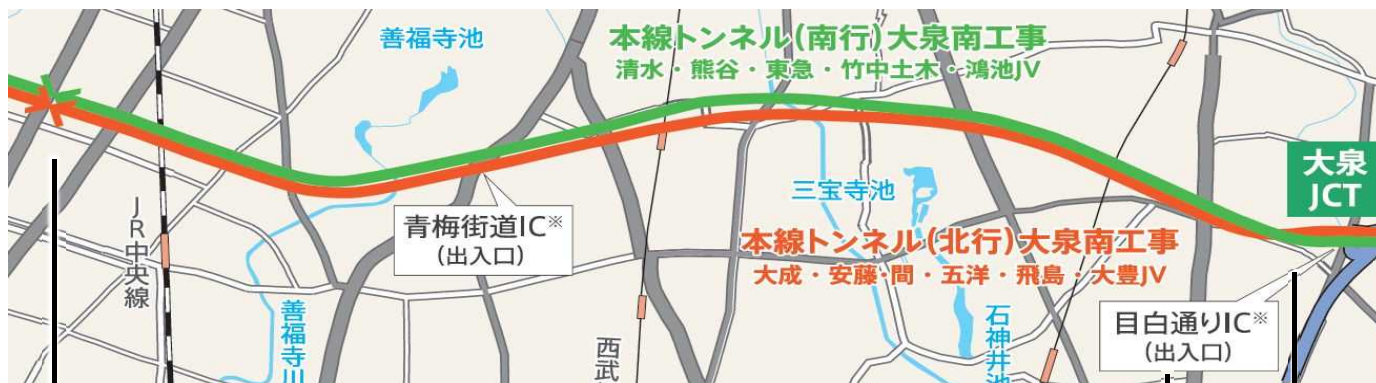 善福寺池
本線トンネル(南行)大泉南工事
清水・熊谷・東急・竹中土木・鴻池JV
大泉
JCT
三宝寺池
青梅街道IC※
(出入口)
本線トンネル(北行)大泉南工事
大成・安藤・間・五洋・飛島・大豊JV
JR中央線
善福寺川
西武
石神井池
目白通りIC※
(出入口)